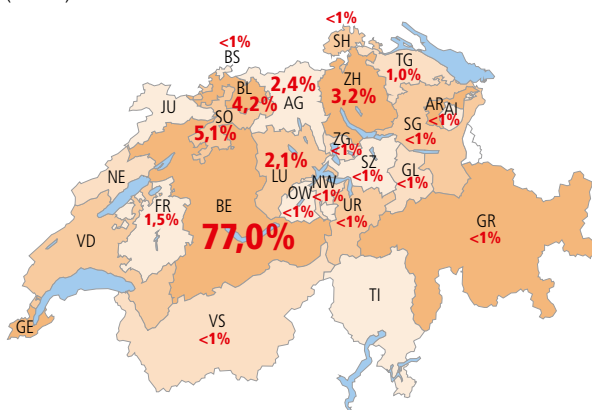 <1%
SH
<1%
BS
TG
1,0%
ZH
3,2%
2,4%
AG
BL
4,2%
JU
SO
5,1%
AR
AI
<1%
SG
<1%
ZG
<1%
SZ
<1%
GL
<1%
2,1%
LU
NW
<1%
OW
<1%
UR
<1%
NE
FR
1,5%
BE
77,0%
VD
GR
<1%
TI
VS
<1%
GE